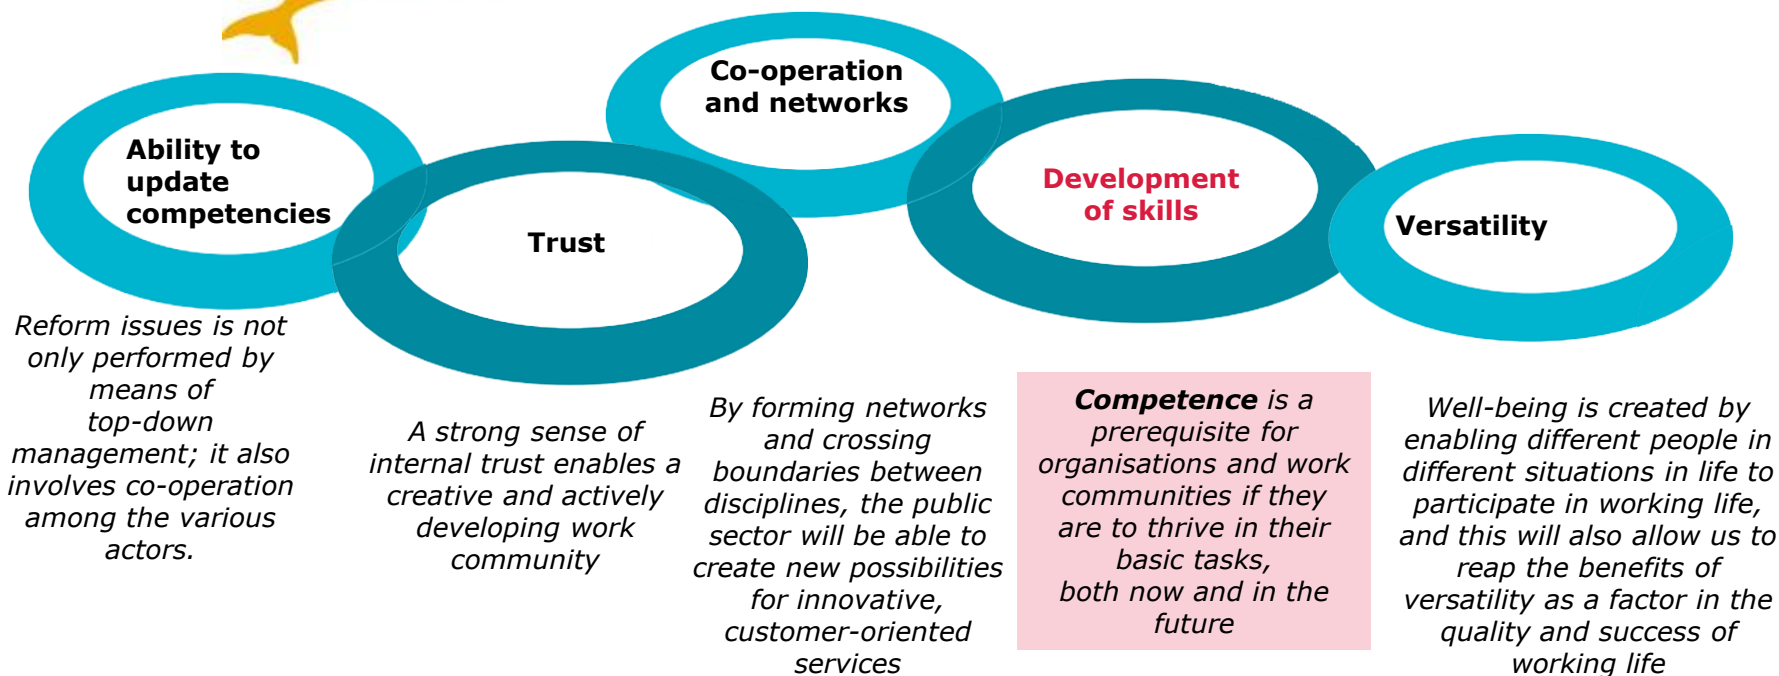 Ability to
update
competencies
Trust
Co-operation
and networks
Development
of skills
Versatility
Reform issues is not
only performed by
means of
top-down
management; it also
involves co-operation
among the various
actors.
A strong sense of
internal trust enables a
creative and actively
developing work
community
By forming networks
and crossing
boundaries between
disciplines, the public
sector will be able to
create new possibilities
for innovative,
customer-oriented
services
Competence is a
prerequisite for
organisations and work
communities if they
are to thrive in their
basic tasks,
both now and in the
future
Well-being is created by
enabling different people in
different situations in life to
participate in working life,
and this will also allow us to
reap the benefits of
versatility as a factor in the
quality and success of
working life